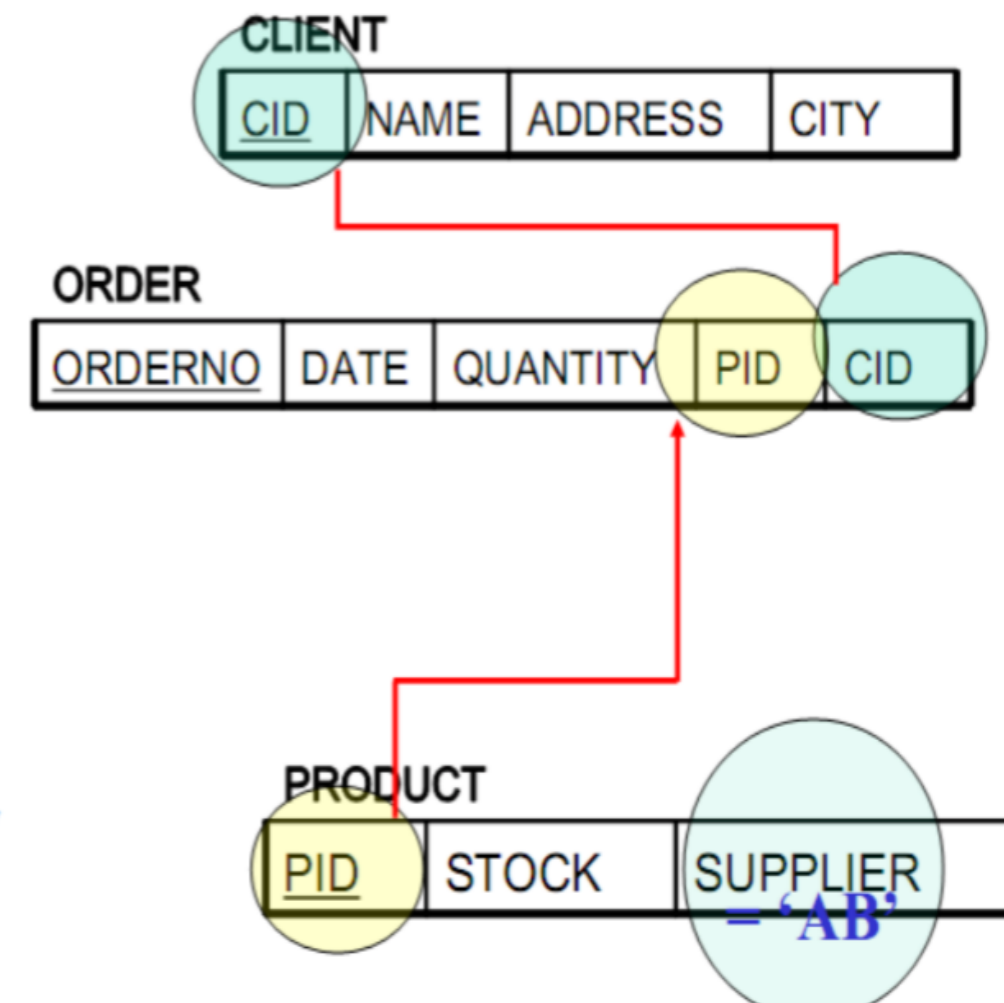 CLIENT
CID NAME ADDRESS CITY
ORDER
ORDERNO DATE QUANTITY PID CID
PRODUCT
PID STOCK SUPPLIER
= ‘AB’